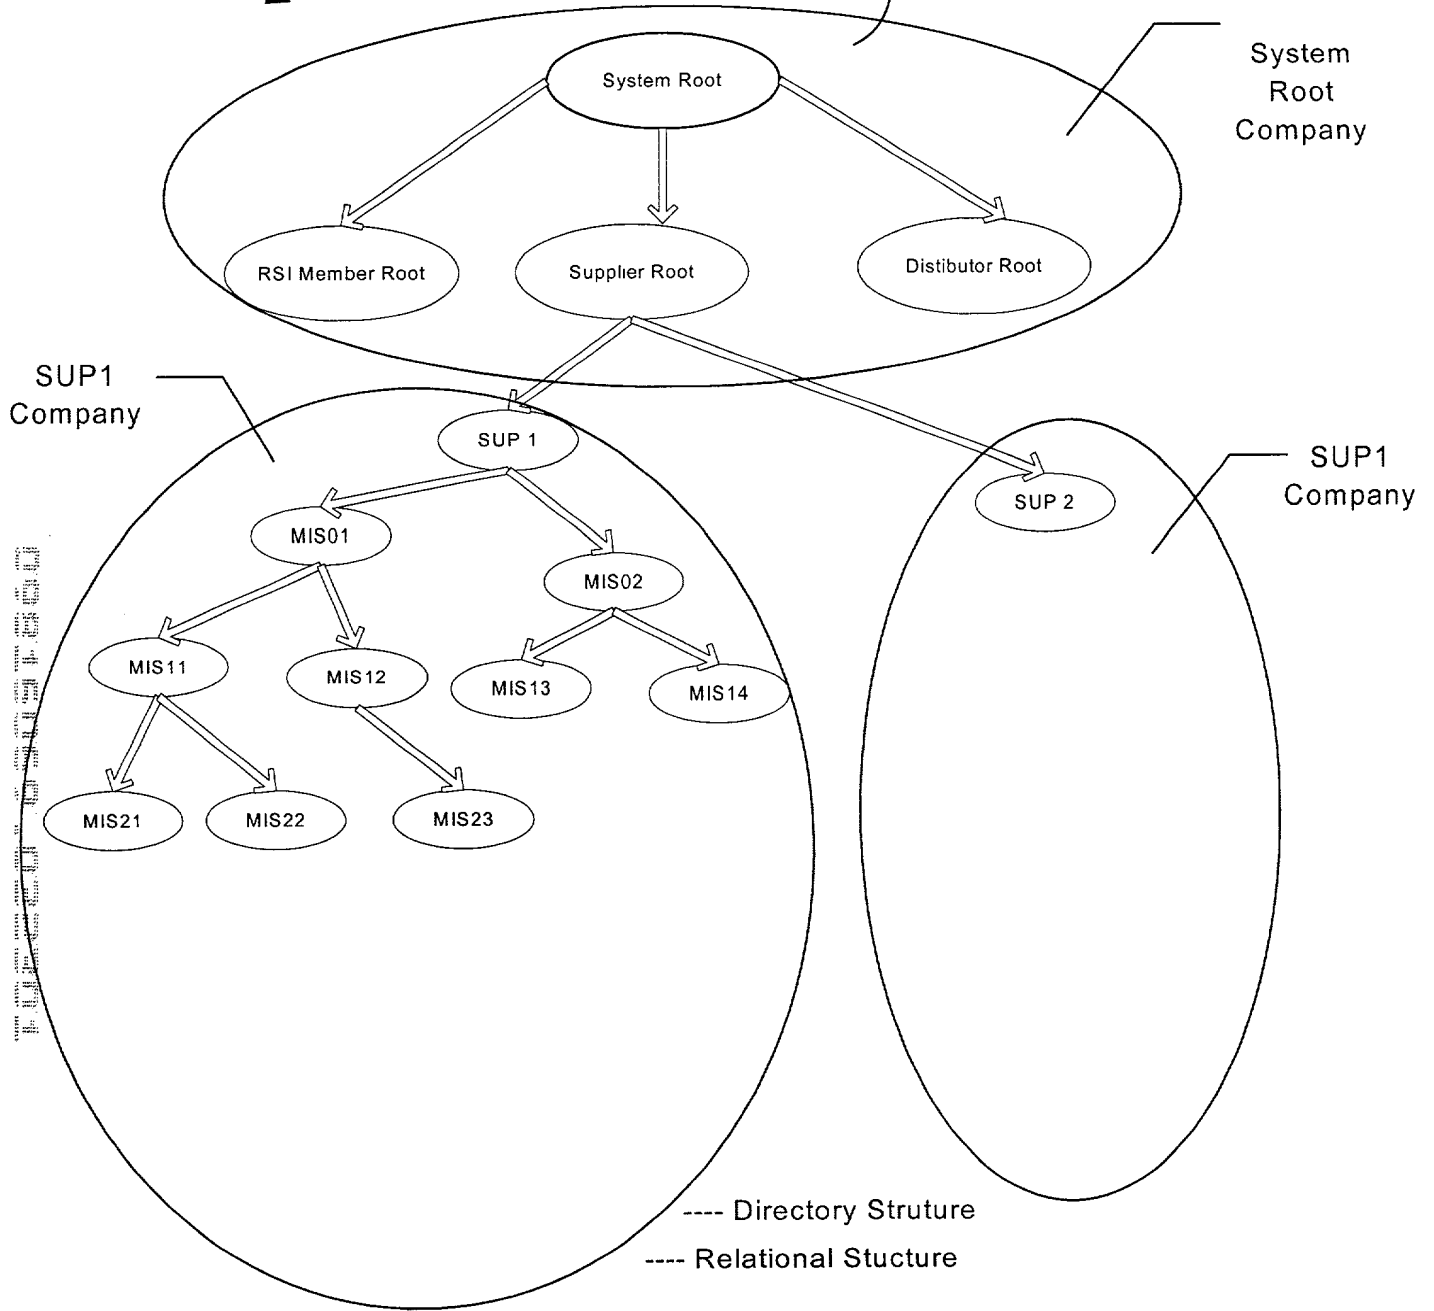 System Root
System
Root
Company
RSI Member Root
Supplier Root
Distibutor Root
SUP1
Company
SUP 1
SUP1
Company
SUP 2
MIS01
MIS02
MIS11
MIS12
MIS13
MIS14
MIS21
MIS22
MIS23
---- Directory Struture
---- Relational Stucture